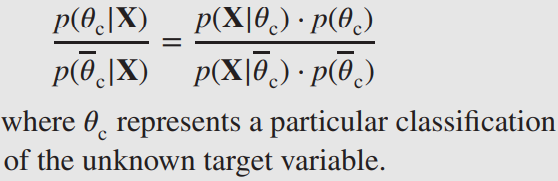 p(θc|X) / p(θ̅c|X) = p(X|θc) · p(θc) / p(X|θ̅c) · p(θ̅c)
where θc represents a particular classification
of the unknown target variable.